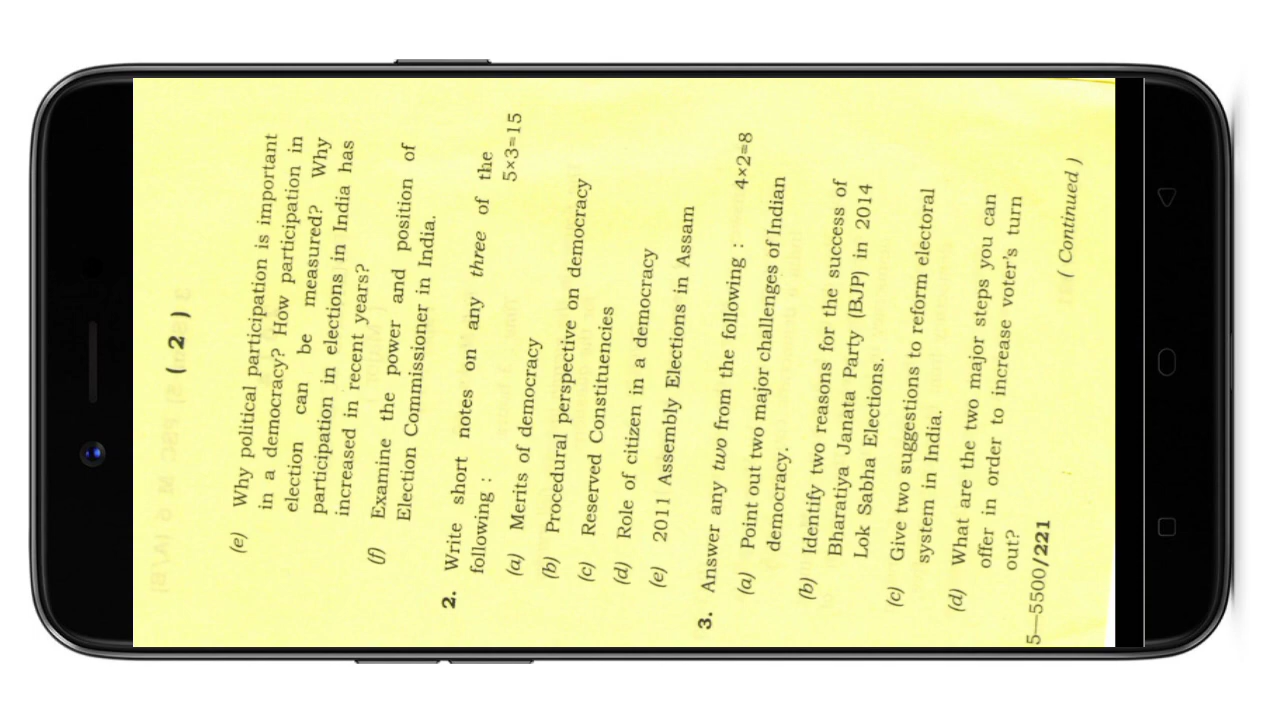 ( 2 )
(e) Why political participation is important
in a democracy? How participation in
election can be measured? Why
participation in elections in India has
increased in recent years?
(f) Examine the power and position of
Election Commissioner in India.
2. Write short notes on any three of the
following : 5×3=15
(a) Merits of democracy
(b) Procedural perspective on democracy
(c) Reserved Constituencies
(d) Role of citizen in a democracy
(e) 2011 Assembly Elections in Assam
3. Answer any two from the following : 4×2=8
(a) Point out two major challenges of Indian
democracy.
(b) Identify two reasons for the success of
Bharatiya Janata Party (BJP) in 2014
Lok Sabha Elections.
(c) Give two suggestions to reform electoral
system in India.
(d) What are the two major steps you can
offer in order to increase voter's turn
out?
5—5500/221 ( Continued )